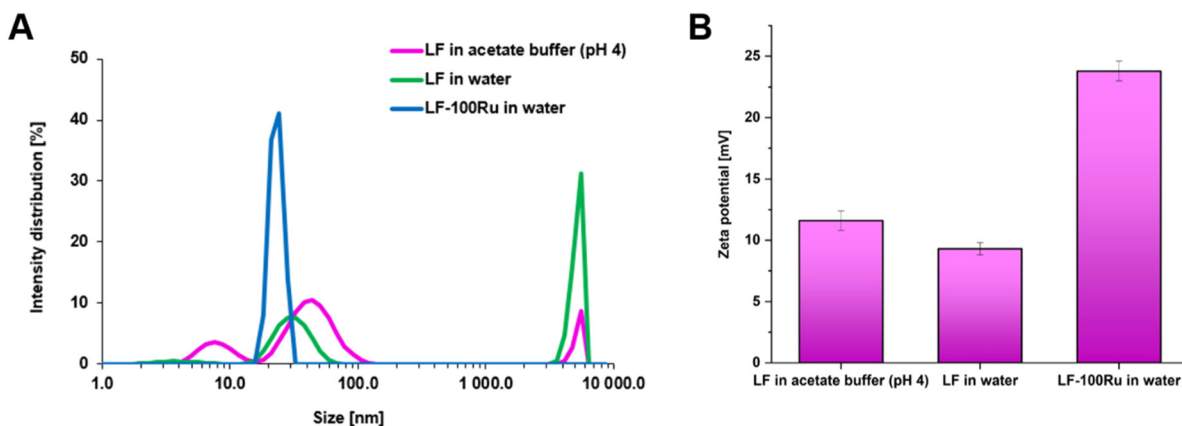 A
LF in acetate buffer (pH 4)
LF in water
LF-100Ru in water
Intensity distribution [%]
50
40
30
20
10
0
1.0 10.0 100.0 1 000.0 10 000.0
Size [nm]
B
Zeta potential [mV]
25
20
15
10
5
0
LF in acetate buffer (pH 4) LF in water LF-100Ru in water